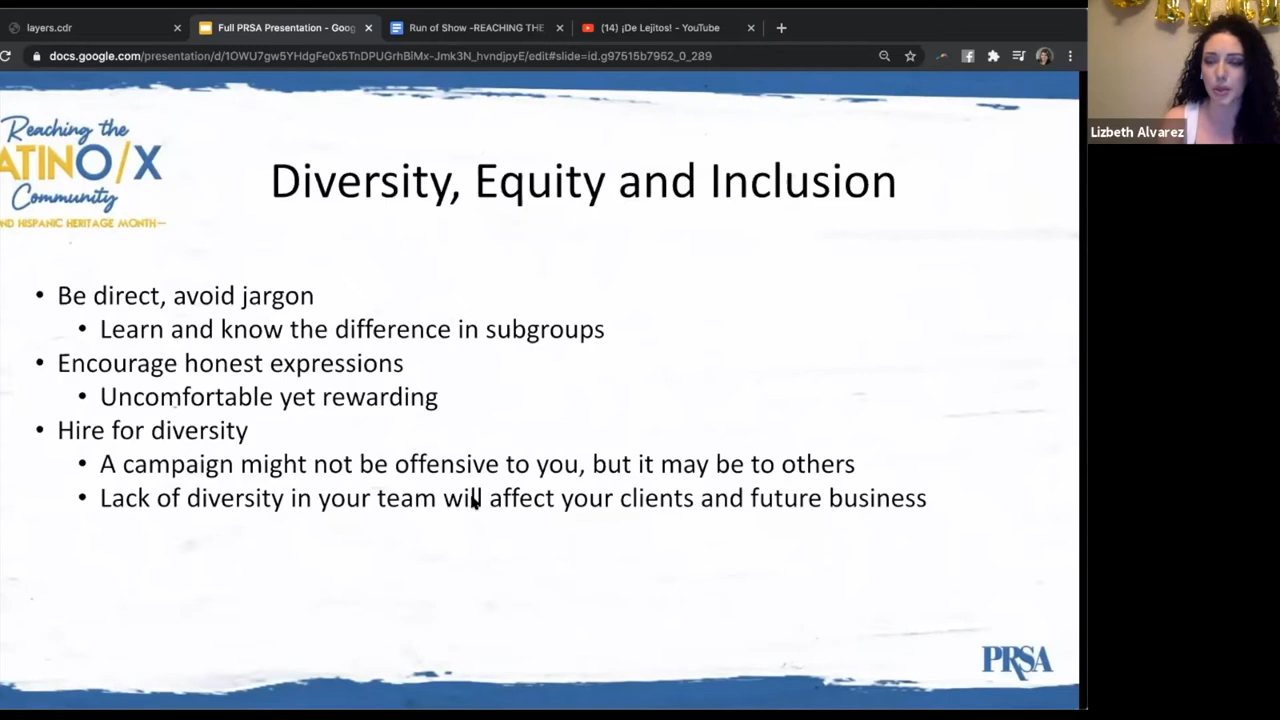 layers.cdr
Full PRSA Presentation - Goog
Run of Show -REACHING THE
(14) ¡De Lejitos! - YouTube
docs.google.com/presentation/d/1OWU7gw5YHdgFe0x5TnDPUGrhBiMx-Jmk3N_hvndjpyE/edit#slide=id.g97615b7952_0_289
Reaching the
ATINO/X
Community
ND HISPANIC HERITAGE MONTH—
Diversity, Equity and Inclusion
• Be direct, avoid jargon
• Learn and know the difference in subgroups
• Encourage honest expressions
• Uncomfortable yet rewarding
• Hire for diversity
• A campaign might not be offensive to you, but it may be to others
• Lack of diversity in your team will affect your clients and future business
PRSA
Lizbeth Alvarez